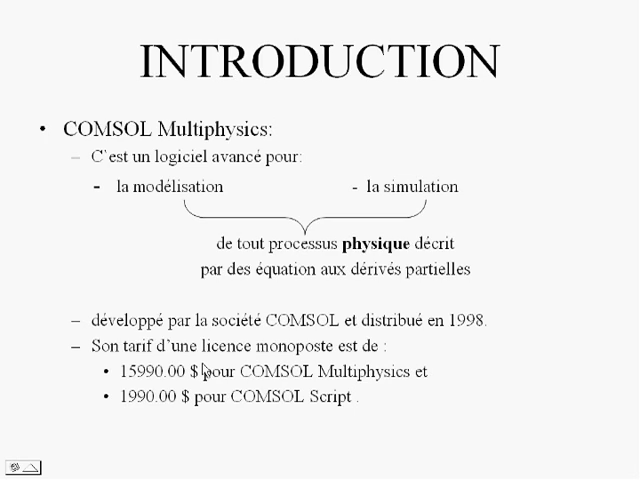 INTRODUCTION
• COMSOL Multiphysics:
– C`est un logiciel avancé pour:
- la modélisation - la simulation
de tout processus physique décrit
par des équation aux dérivés partielles
– développé par la société COMSOL et distribué en 1998.
– Son tarif d’une licence monoposte est de :
• 15990.00 $ pour COMSOL Multiphysics et
• 1990.00 $ pour COMSOL Script .